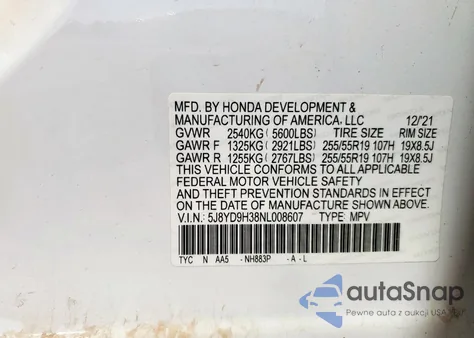 MFD. BY HONDA DEVELOPMENT &
MANUFACTURING OF AMERICA, LLC 12/21
GVWR 2540KG (5600LBS) TIRE SIZE RIM SIZE
GAWR F 1325KG (2921LBS) 255/55R19 107H 19X8.5J
GAWR R 1255KG (2767LBS) 255/55R19 107H 19X8.5J
THIS VEHICLE CONFORMS TO ALL APPLICABLE
FEDERAL MOTOR VEHICLE SAFETY
AND THEFT PREVENTION STANDARDS IN EFFECT
ON THE DATE OF MANUFACTURE SHOWN ABOVE.
V.I.N.: 5J8YD9H38NL008607 TYPE: MPV
TYC N AA5 -NH883P -A-L
autoSnap
Pewne auta z aukcji USA